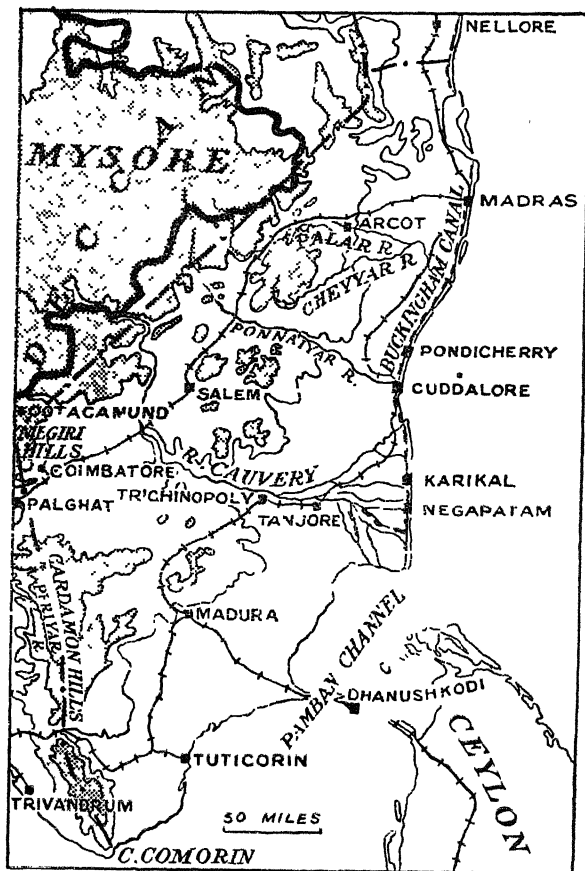 NELLORE
MYSORE
MADRAS
ARCOT
PALAR R
CHEYYAR R
BUCKINGHAM CANAL
PONNAIYAR R.
PONDICHERRY
SALEM
CUDDALORE
OOTACAMUND
HILLS
COIMBATORE
R. CAUVERY
KARIKAL
PALGHAT
TRICHINOPOLY
TANJORE
NEGAPATAM
CARDAMON HILLS
PERIYAR R
MADURA
PAMBAN CHANNEL
DHANUSHKODI
CEYLON
TUTICORIN
TRIVANDRUM
50 MILES
C. COMORIN